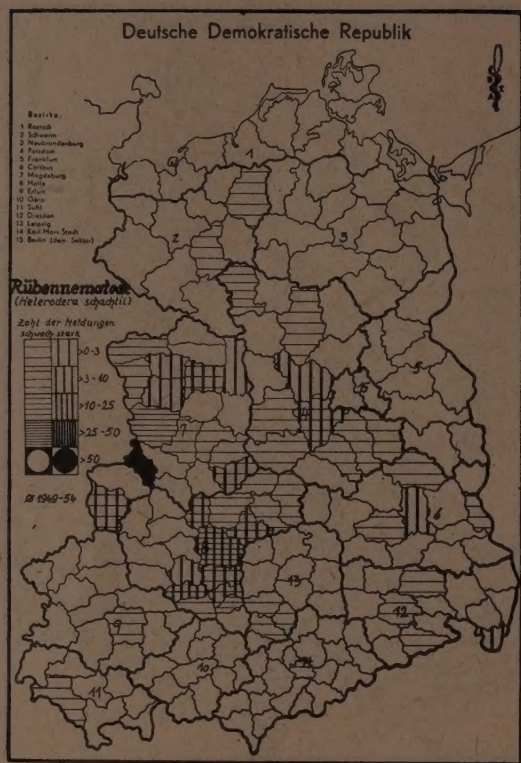 Deutsche Demokratische Republik
Bezirke:
1 Rostock
2 Schwerin
3 Neubrandenburg
4 Potsdam
5 Frankfurt
6 Cottbus
7 Magdeburg
8 Halle
9 Erfurt
10 Gera
11 Suhl
12 Dresden
13 Leipzig
14 Karl-Marx-Stadt
15 Berlin (dem. Sektor)
Rübennematode
(Heterodera schachtii)
Zahl der Meldungen
schwach stark
>0-3
>3-10
>10-25
>25-50
>50
Ø 1949-54
1
2
3
5
15
4
7
6
8
13
12
9
10
14
11